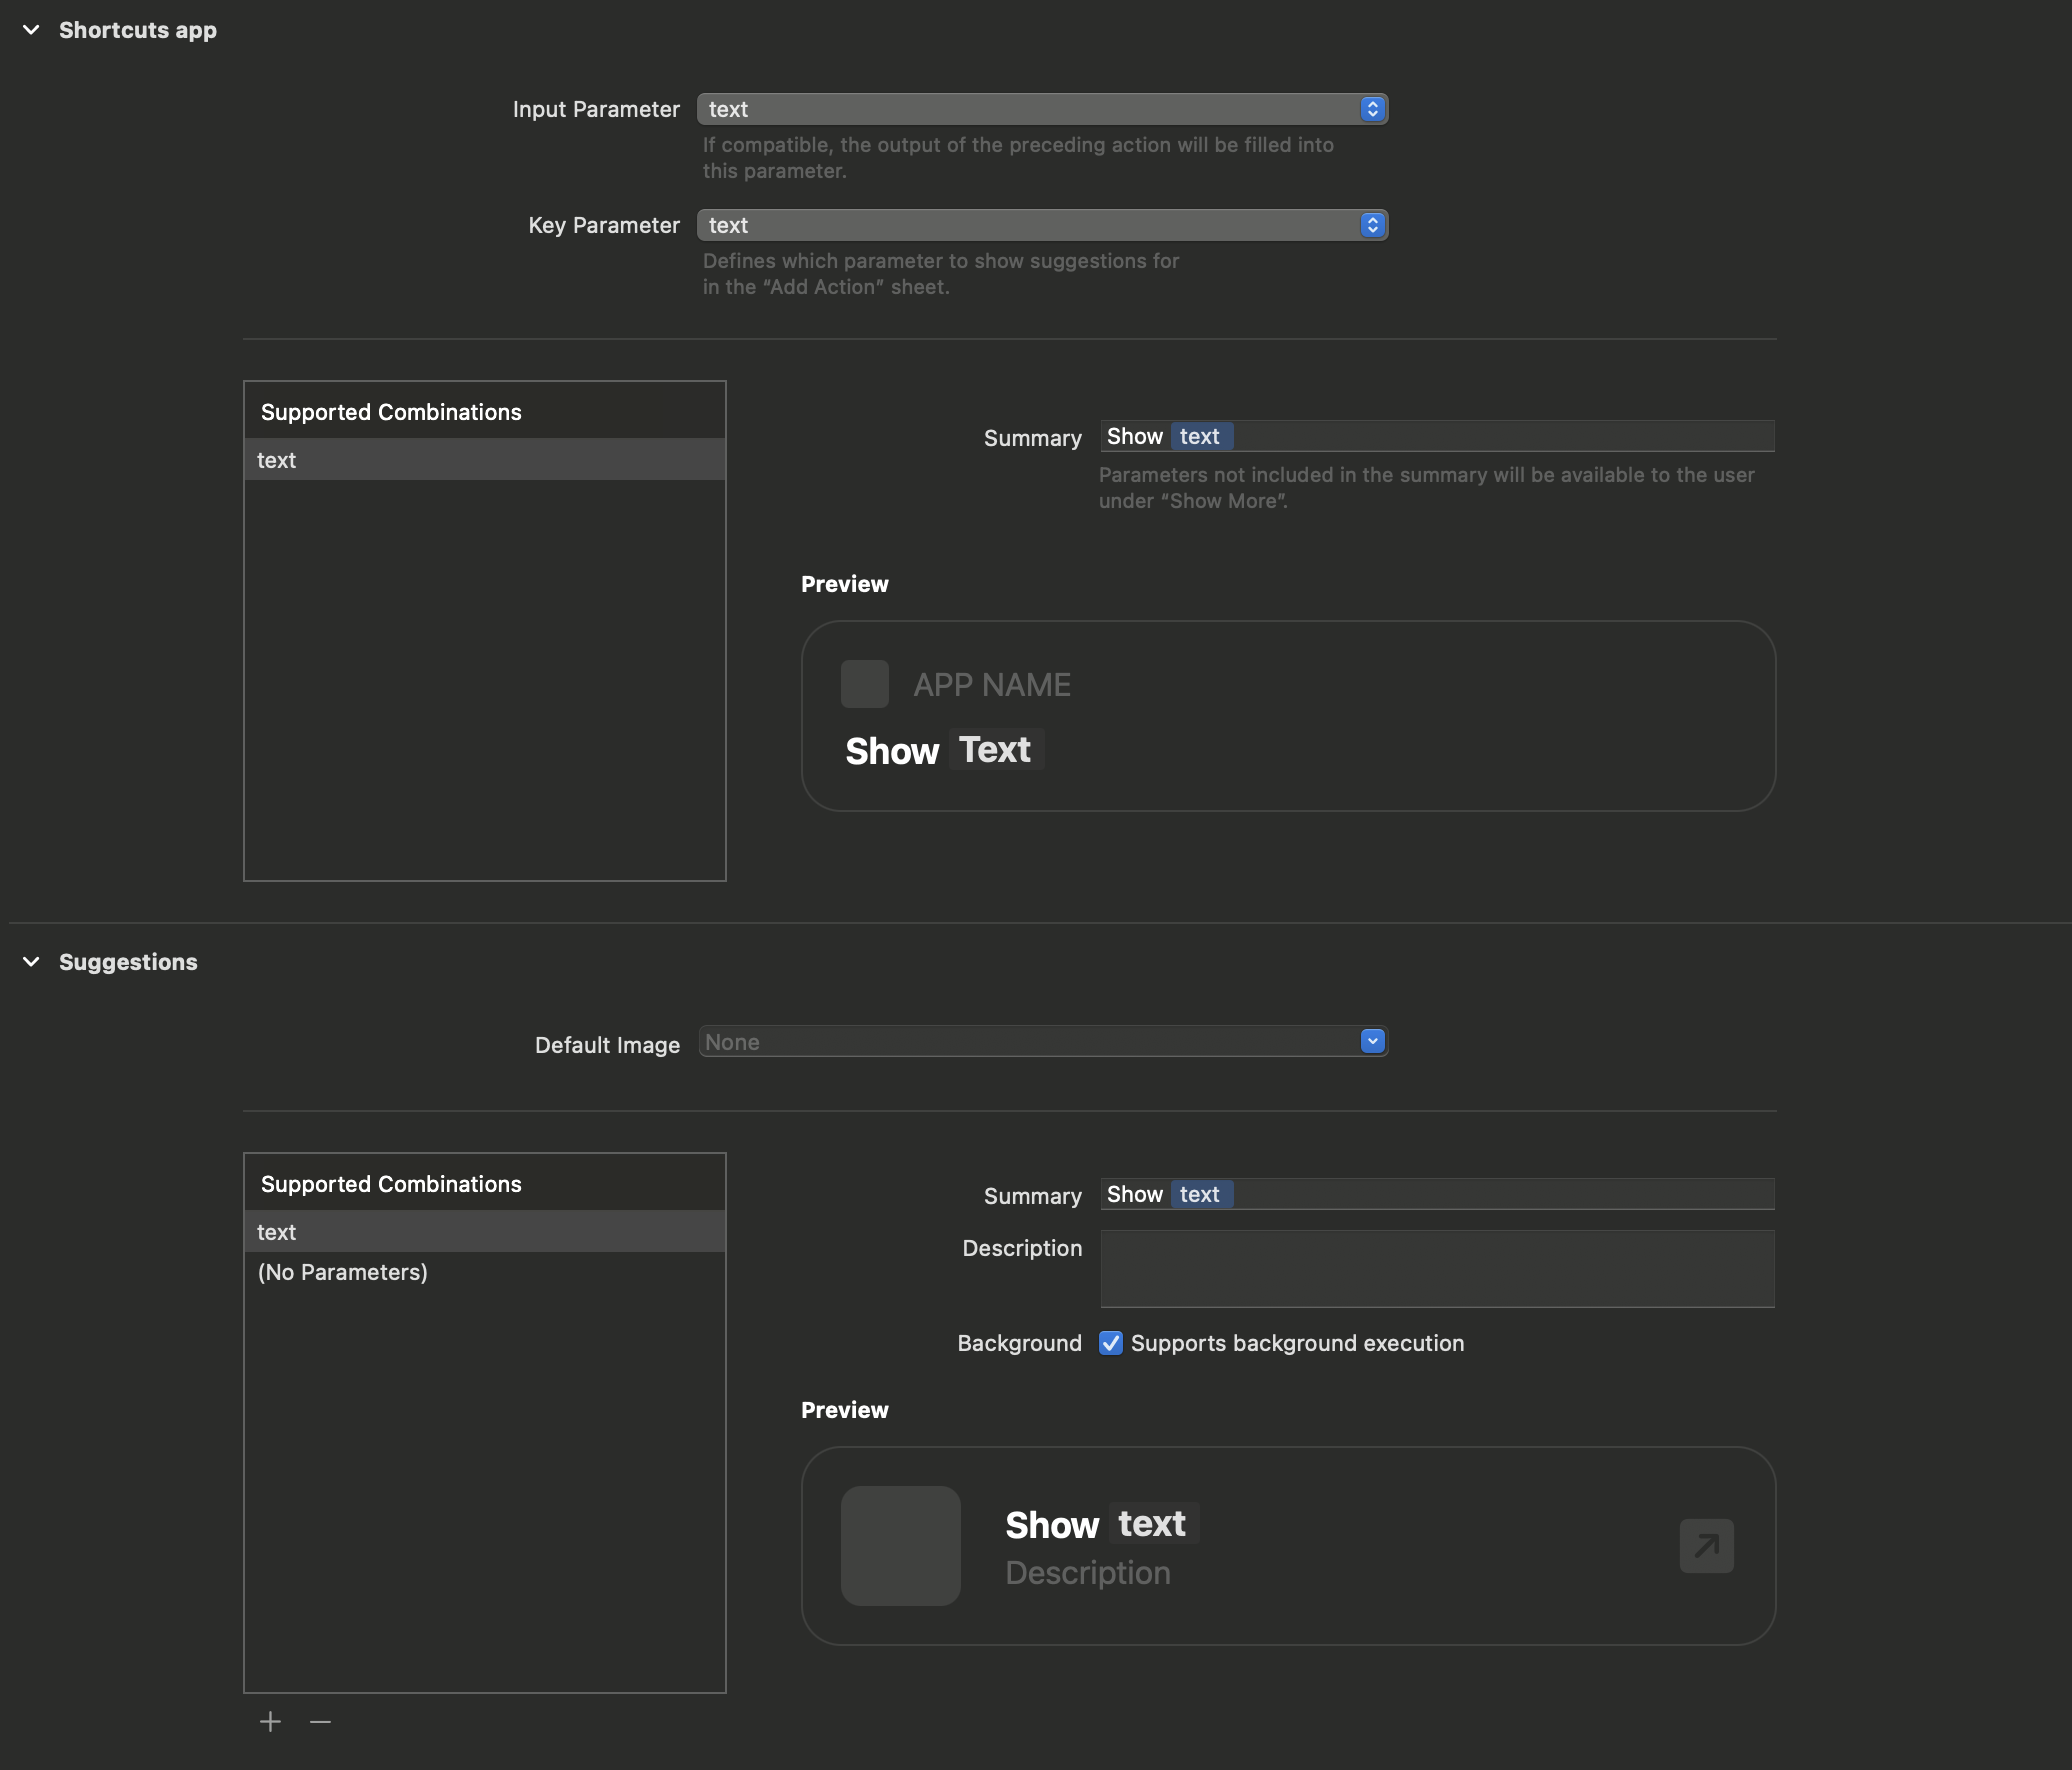 Shortcuts app
Input Parameter text
If compatible, the output of the preceding action will be filled into
this parameter.
Key Parameter text
Defines which parameter to show suggestions for
in the “Add Action” sheet.
Supported Combinations
text
Summary Show text
Parameters not included in the summary will be available to the user
under “Show More”.
Preview
APP NAME
Show Text
Suggestions
Default Image None
Supported Combinations
text
(No Parameters)
Summary Show text
Description
Background Supports background execution
Preview
Show text
Description